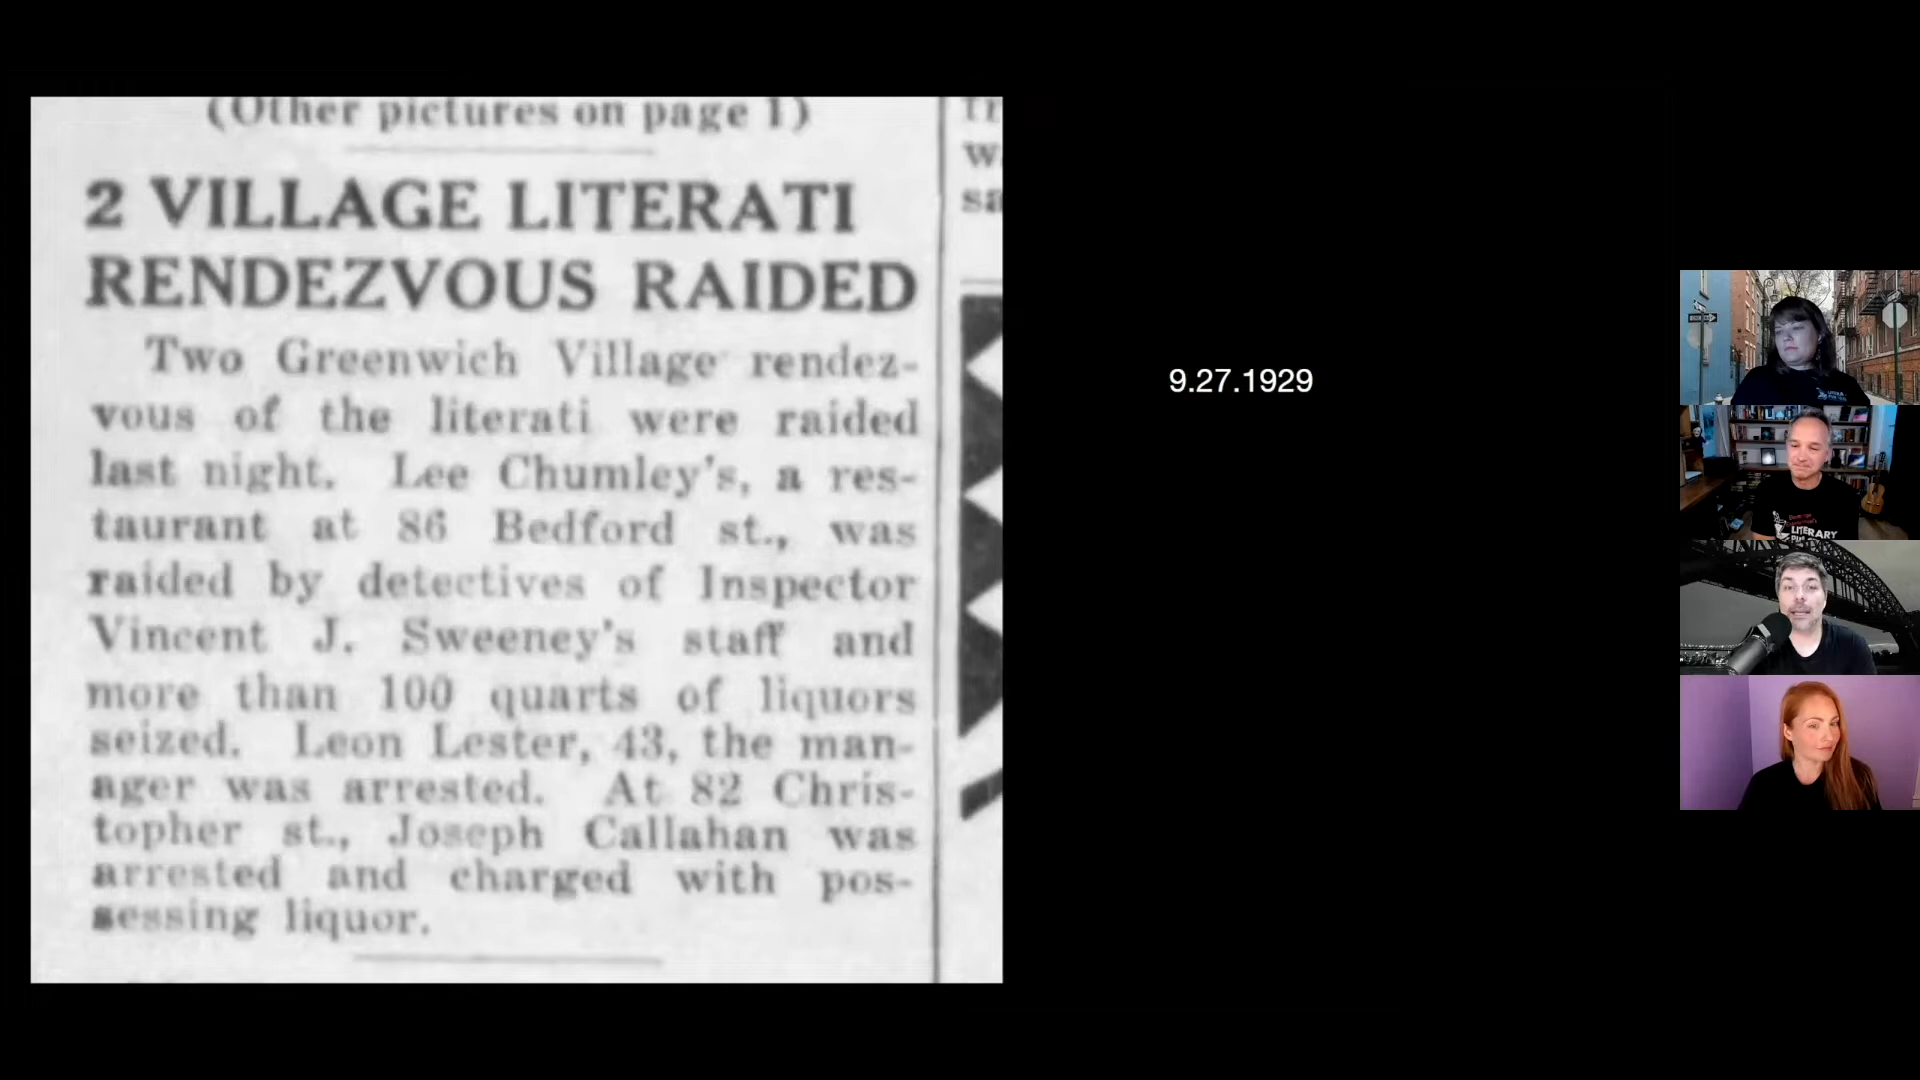 (Other pictures on page 1)
2 VILLAGE LITERATI
RENDEZVOUS RAIDED
Two Greenwich Village rendez-
vous of the literati were raided
last night. Lee Chumley's, a res-
taurant at 86 Bedford st., was
raided by detectives of Inspector
Vincent J. Sweeney's staff and
more than 100 quarts of liquors
seized. Leon Lester, 43, the man-
ager was arrested. At 82 Chris-
topher st., Joseph Callahan was
arrested and charged with pos-
sessing liquor.
9.27.1929
LITERARY